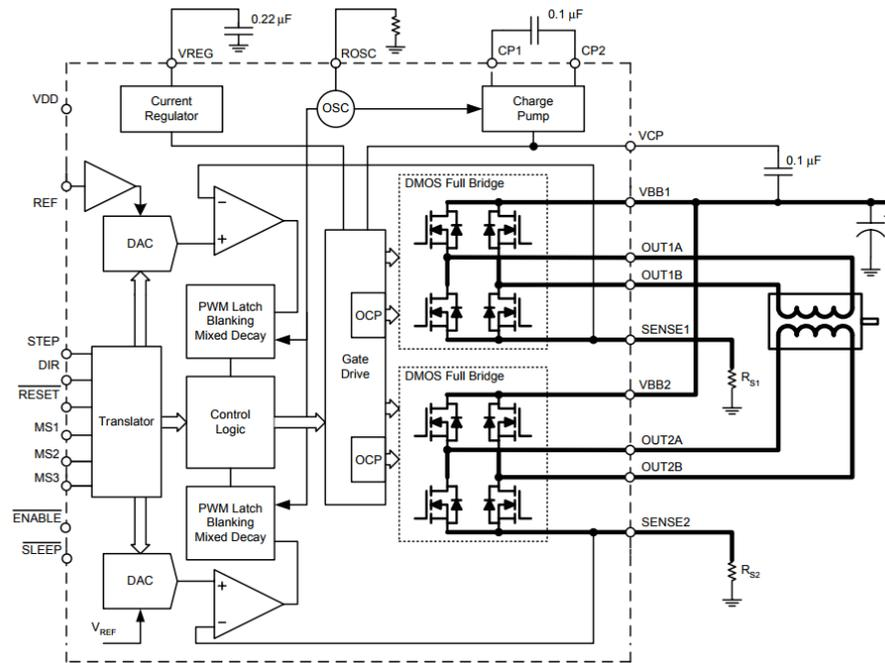 0.22 µF
0.1 µF
VREG
ROSC
CP1
CP2
VDD
Current
Regulator
OSC
Charge
Pump
VCP
0.1 µF
REF
DMOS Full Bridge
VBB1
DAC
−
+
OUT1A
OUT1B
PWM Latch
Blanking
Mixed Decay
OCP
STEP
DIR
RESET
MS1
MS2
MS3
Translator
Control
Logic
Gate
Drive
SENSE1
RS1
DMOS Full Bridge
VBB2
OUT2A
OCP
OUT2B
PWM Latch
Blanking
Mixed Decay
ENABLE
SLEEP
SENSE2
DAC
+
−
RS2
VREF